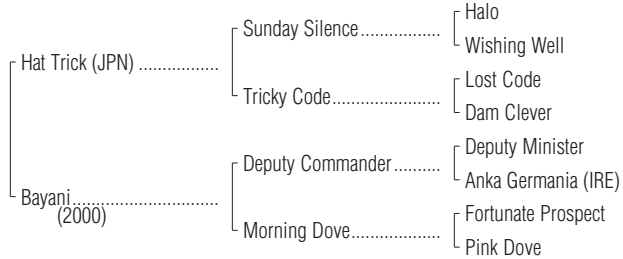 Halo
Sunday Silence..................
Wishing Well
Hat Trick (JPN) ..................
Lost Code
Tricky Code........................
Dam Clever
Deputy Minister
Deputy Commander..........
Anka Germania (IRE)
Bayani.................................
(2000)
Fortunate Prospect
Morning Dove....................
Pink Dove